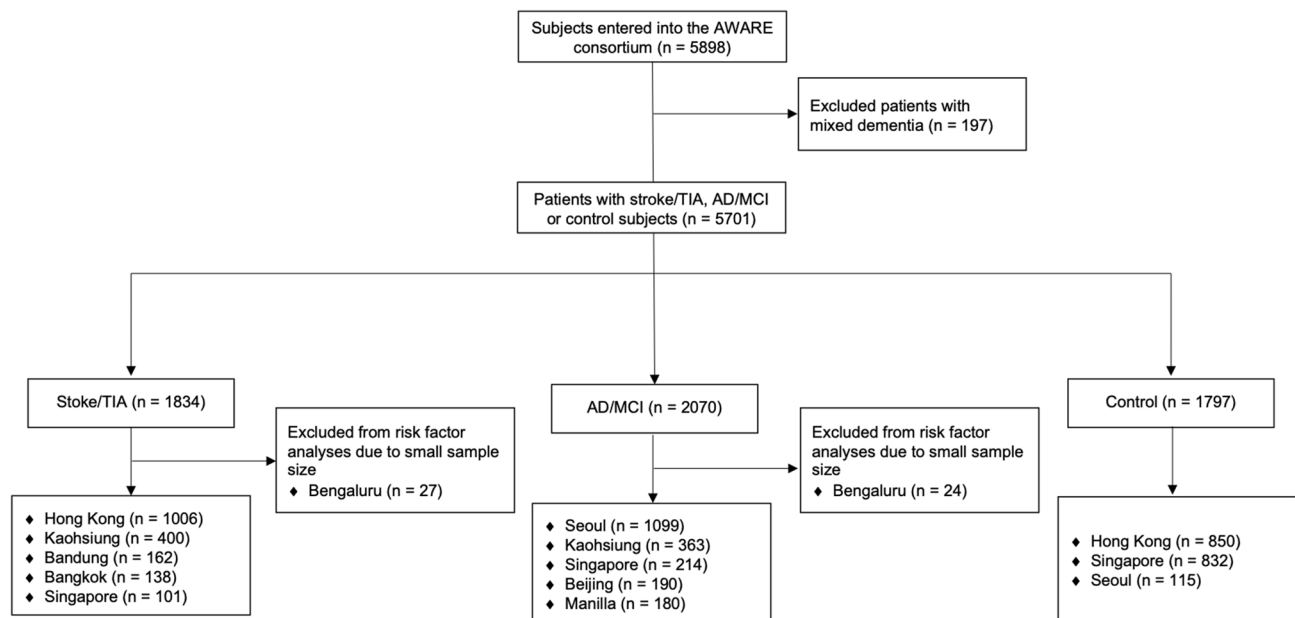 Subjects entered into the AWARE
consortium (n = 5898)
Excluded patients with
mixed dementia (n = 197)
Patients with stroke/TIA, AD/MCI
or control subjects (n = 5701)
Stoke/TIA (n = 1834)
AD/MCI (n = 2070)
Control (n = 1797)
Excluded from risk factor
analyses due to small sample
size
♦ Bengaluru (n = 27)
Excluded from risk factor
analyses due to small sample
size
♦ Bengaluru (n = 24)
♦ Hong Kong (n = 1006)
♦ Kaohsiung (n = 400)
♦ Bandung (n = 162)
♦ Bangkok (n = 138)
♦ Singapore (n = 101)
♦ Seoul (n = 1099)
♦ Kaohsiung (n = 363)
♦ Singapore (n = 214)
♦ Beijing (n = 190)
♦ Manilla (n = 180)
♦ Hong Kong (n = 850)
♦ Singapore (n = 832)
♦ Seoul (n = 115)